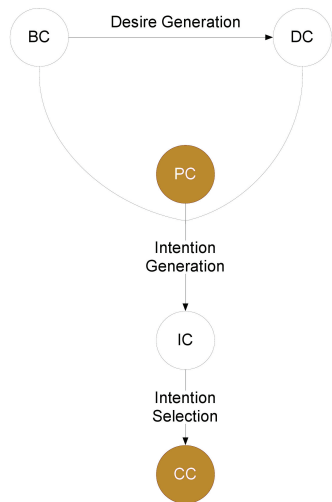 Desire Generation
BC
DC
PC
Intention
Generation
IC
Intention
Selection
CC